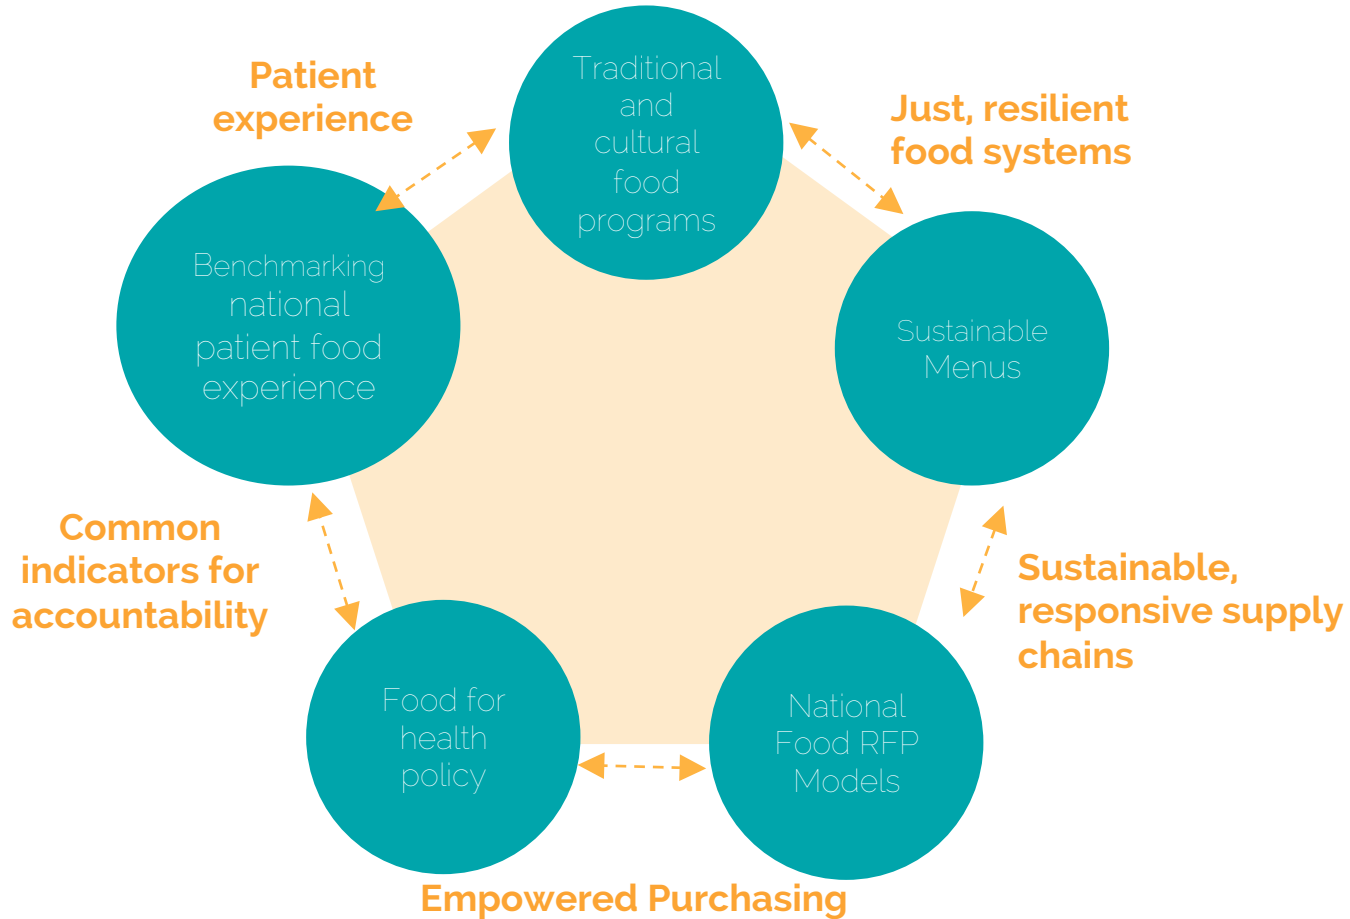 Patient
experience
Traditional
and
cultural
food
programs
Just, resilient
food systems
Benchmarking
national
patient food
experience
Sustainable
Menus
Common
indicators for
accountability
Sustainable,
responsive supply
chains
Food for
health
policy
National
Food RFP
Models
Empowered Purchasing